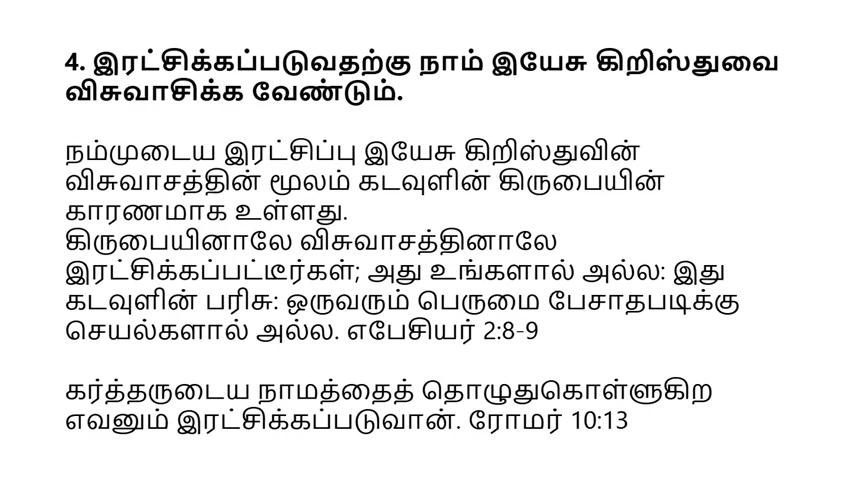 4. இரட்சிக்கப்படுவதற்கு நாம் இயேசு கிறிஸ்துவை
விசுவாசிக்க வேண்டும்.
நம்முடைய இரட்சிப்பு இயேசு கிறிஸ்துவின்
விசுவாசத்தின் மூலம் கடவுளின் கிருபையின்
காரணமாக உள்ளது.
கிருபையினாலே விசுவாசத்தினாலே
இரட்சிக்கப்பட்டீர்கள்; அது உங்களால் அல்ல: இது
கடவுளின் பரிசு: ஒருவரும் பெருமை பேசாதபடிக்கு
செயல்களால் அல்ல. எபேசியர் 2:8-9
கர்த்தருடைய நாமத்தைத் தொழுதுகொள்ளுகிற
எவனும் இரட்சிக்கப்படுவான். ரோமர் 10:13